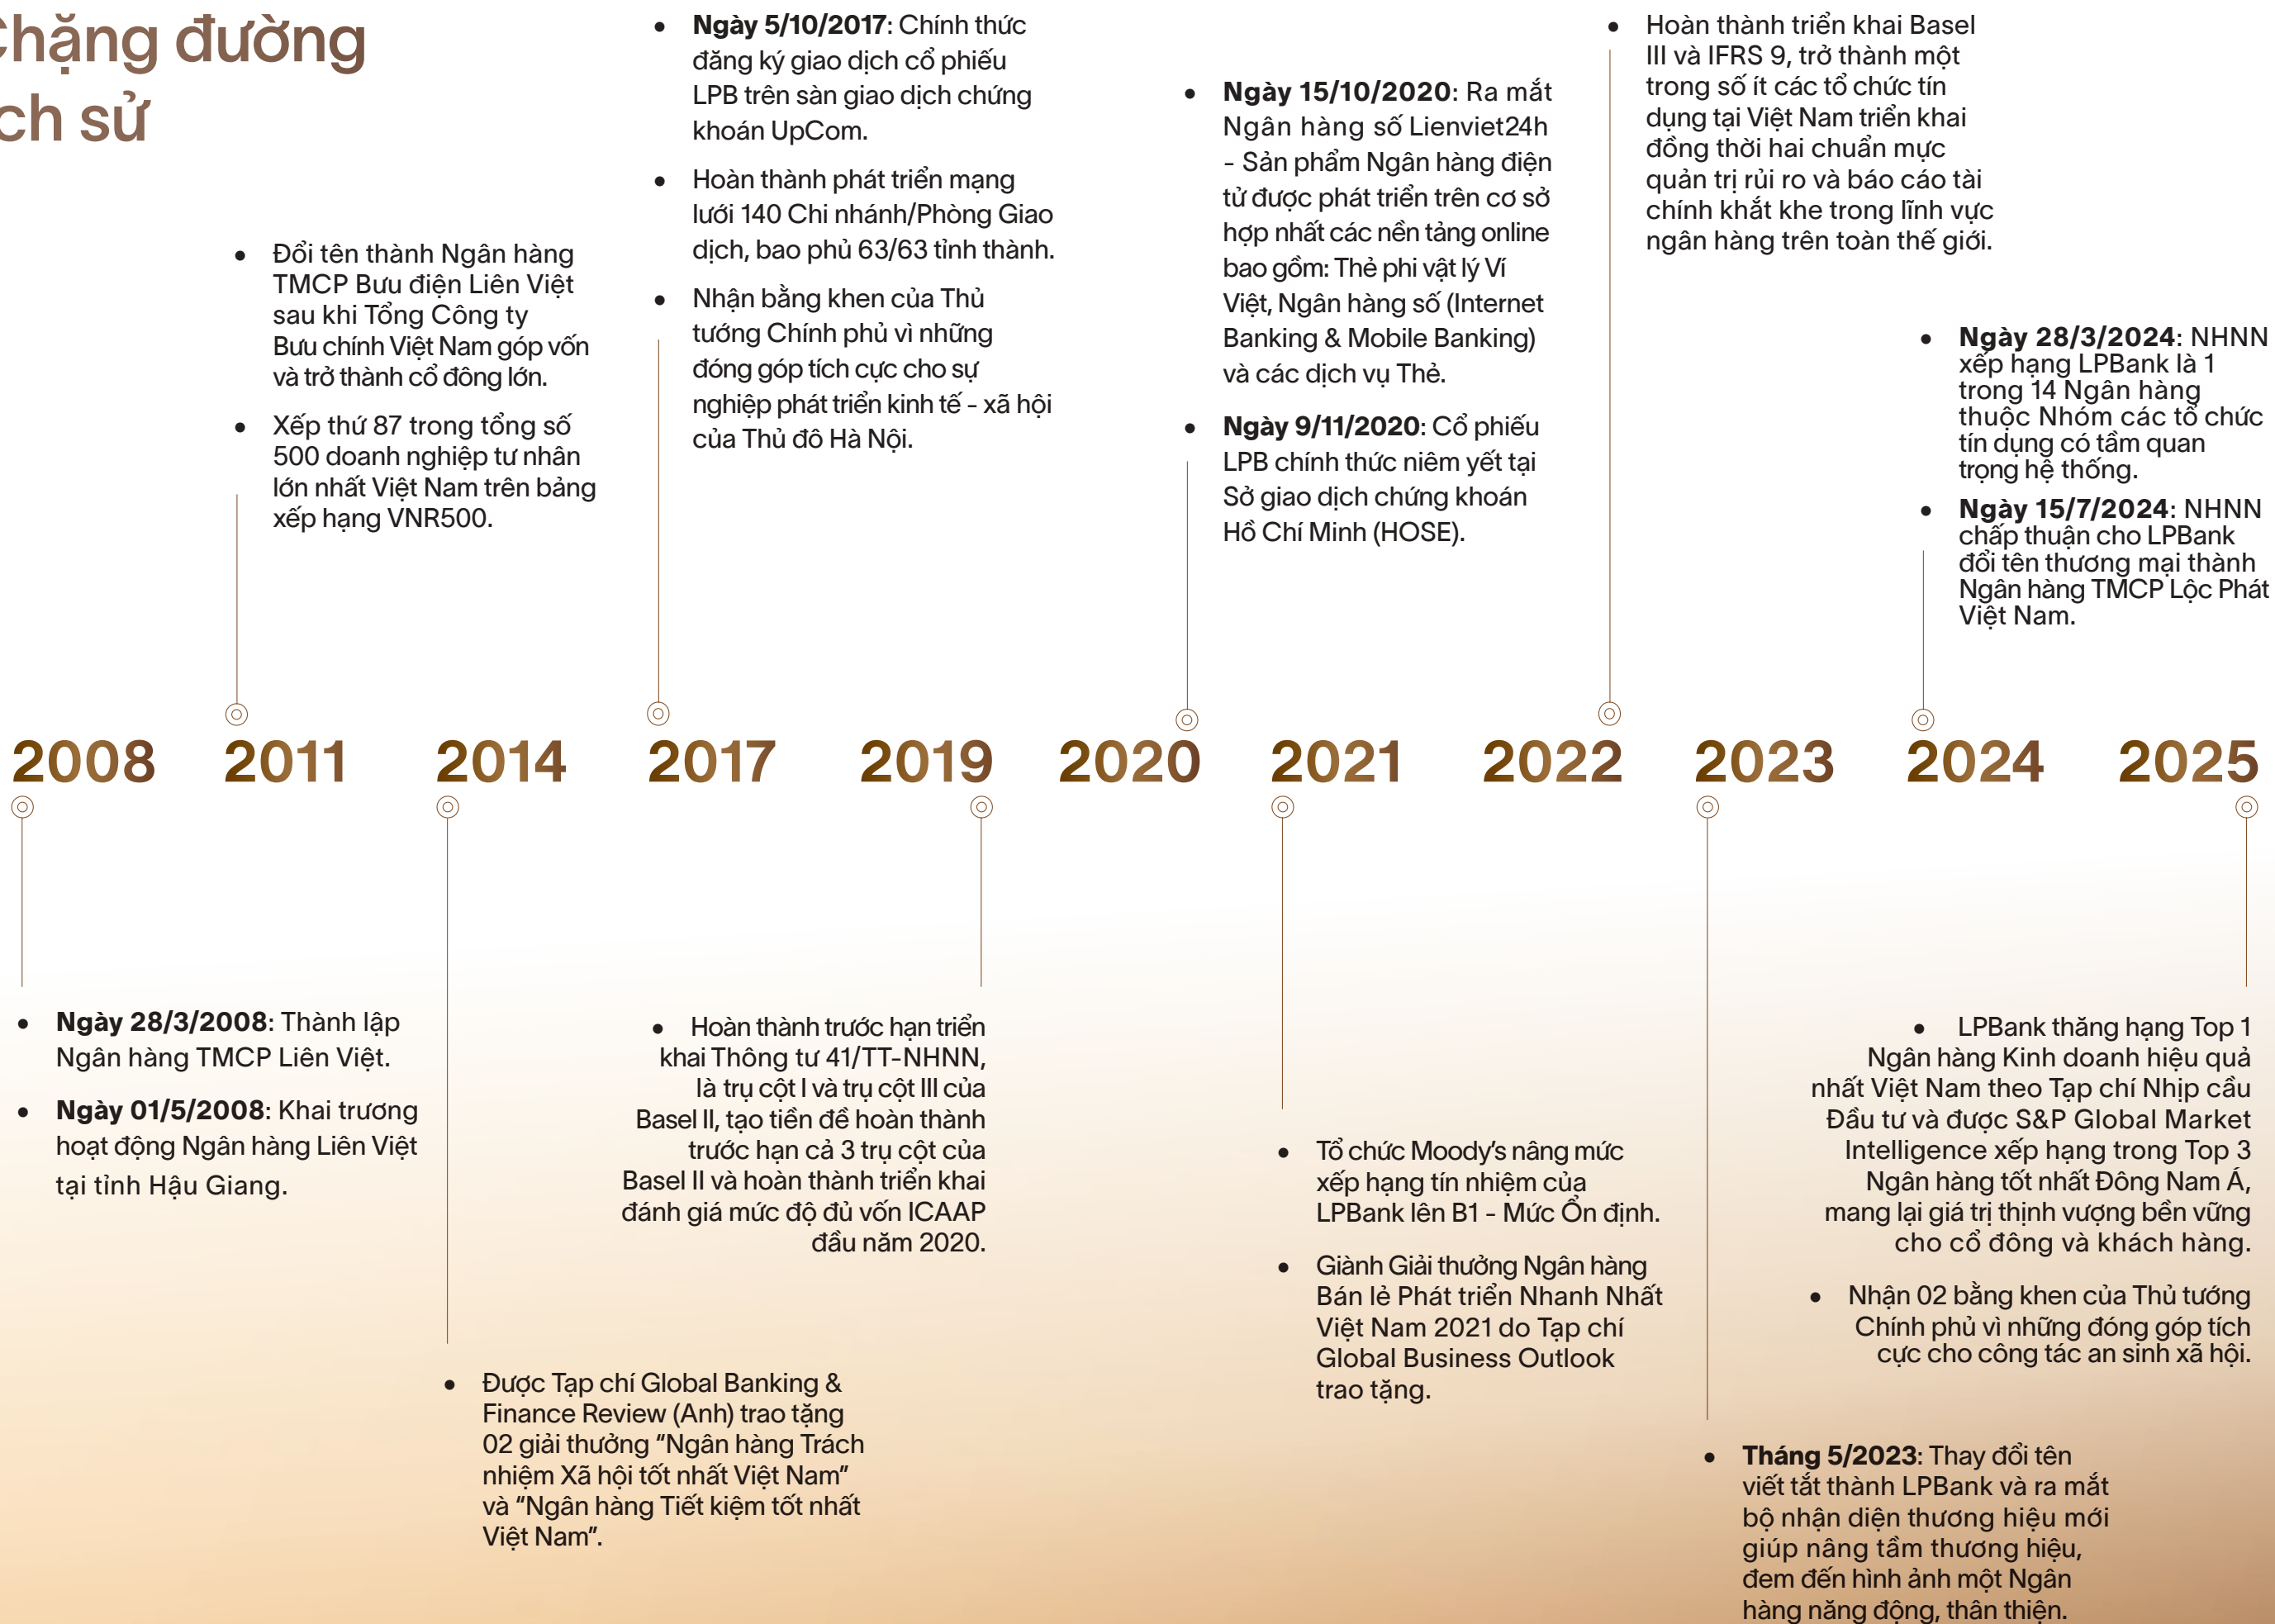 Chặng đường
ch sử
Ngày 5/10/2017: Chính thức
đăng ký giao dịch cổ phiếu
LPB trên sàn giao dịch chứng
khoán UpCom.
Hoàn thành phát triển mạng
lưới 140 Chi nhánh/Phòng Giao
dịch, bao phủ 63/63 tỉnh thành.
Nhận bằng khen của Thủ
tướng Chính phủ vì những
đóng góp tích cực cho sự
nghiệp phát triển kinh tế - xã hội
của Thủ đô Hà Nội.
Đổi tên thành Ngân hàng
TMCP Bưu điện Liên Việt
sau khi Tổng Công ty
Bưu chính Việt Nam góp vốn
và trở thành cổ đông lớn.
Xếp thứ 87 trong tổng số
500 doanh nghiệp tư nhân
lớn nhất Việt Nam trên bảng
xếp hạng VNR500.
Ngày 15/10/2020: Ra mắt
Ngân hàng số Lienviet24h
- Sản phẩm Ngân hàng điện
tử được phát triển trên cơ sở
hợp nhất các nền tảng online
bao gồm: Thẻ phi vật lý Ví
Việt, Ngân hàng số (Internet
Banking & Mobile Banking)
và các dịch vụ Thẻ.
Ngày 9/11/2020: Cổ phiếu
LPB chính thức niêm yết tại
Sở giao dịch chứng khoán
Hồ Chí Minh (HOSE).
Hoàn thành triển khai Basel
III và IFRS 9, trở thành một
trong số ít các tổ chức tín
dụng tại Việt Nam triển khai
đồng thời hai chuẩn mực
quản trị rủi ro và báo cáo tài
chính khắt khe trong lĩnh vực
ngân hàng trên toàn thế giới.
Ngày 28/3/2024: NHNN
xếp hạng LPBank là 1
trong 14 Ngân hàng
thuộc Nhóm các tổ chức
tín dụng có tầm quan
trọng hệ thống.
Ngày 15/7/2024: NHNN
chấp thuận cho LPBank
đổi tên thương mại thành
Ngân hàng TMCP Lộc Phát
Việt Nam.
2008 2011 2014 2017 2019 2020 2021 2022 2023 2024 2025
Ngày 28/3/2008: Thành lập
Ngân hàng TMCP Liên Việt.
Ngày 01/5/2008: Khai trương
hoạt động Ngân hàng Liên Việt
tại tỉnh Hậu Giang.
Được Tạp chí Global Banking &
Finance Review (Anh) trao tặng
02 giải thưởng "Ngân hàng Trách
nhiệm Xã hội tốt nhất Việt Nam"
và "Ngân hàng Tiết kiệm tốt nhất
Việt Nam".
Hoàn thành trước hạn triển
khai Thông tư 41/TT-NHNN,
là trụ cột I và trụ cột III của
Basel II, tạo tiền đề hoàn thành
trước hạn cả 3 trụ cột của
Basel II và hoàn thành triển khai
đánh giá mức độ đủ vốn ICAAP
đầu năm 2020.
Tổ chức Moody's nâng mức
xếp hạng tín nhiệm của
LPBank lên B1 - Mức Ổn định.
Giành Giải thưởng Ngân hàng
Bán lẻ Phát triển Nhanh Nhất
Việt Nam 2021 do Tạp chí
Global Business Outlook
trao tặng.
Tháng 5/2023: Thay đổi tên
viết tắt thành LPBank và ra mắt
bộ nhận diện thương hiệu mới
giúp nâng tầm thương hiệu,
đem đến hình ảnh một Ngân
hàng năng động, thân thiện.
LPBank thăng hạng Top 1
Ngân hàng Kinh doanh hiệu quả
nhất Việt Nam theo Tạp chí Nhịp cầu
Đầu tư và được S&P Global Market
Intelligence xếp hạng trong Top 3
Ngân hàng tốt nhất Đông Nam Á,
mang lại giá trị thịnh vượng bền vững
cho cổ đông và khách hàng.
Nhận 02 bằng khen của Thủ tướng
Chính phủ vì những đóng góp tích
cực cho công tác an sinh xã hội.